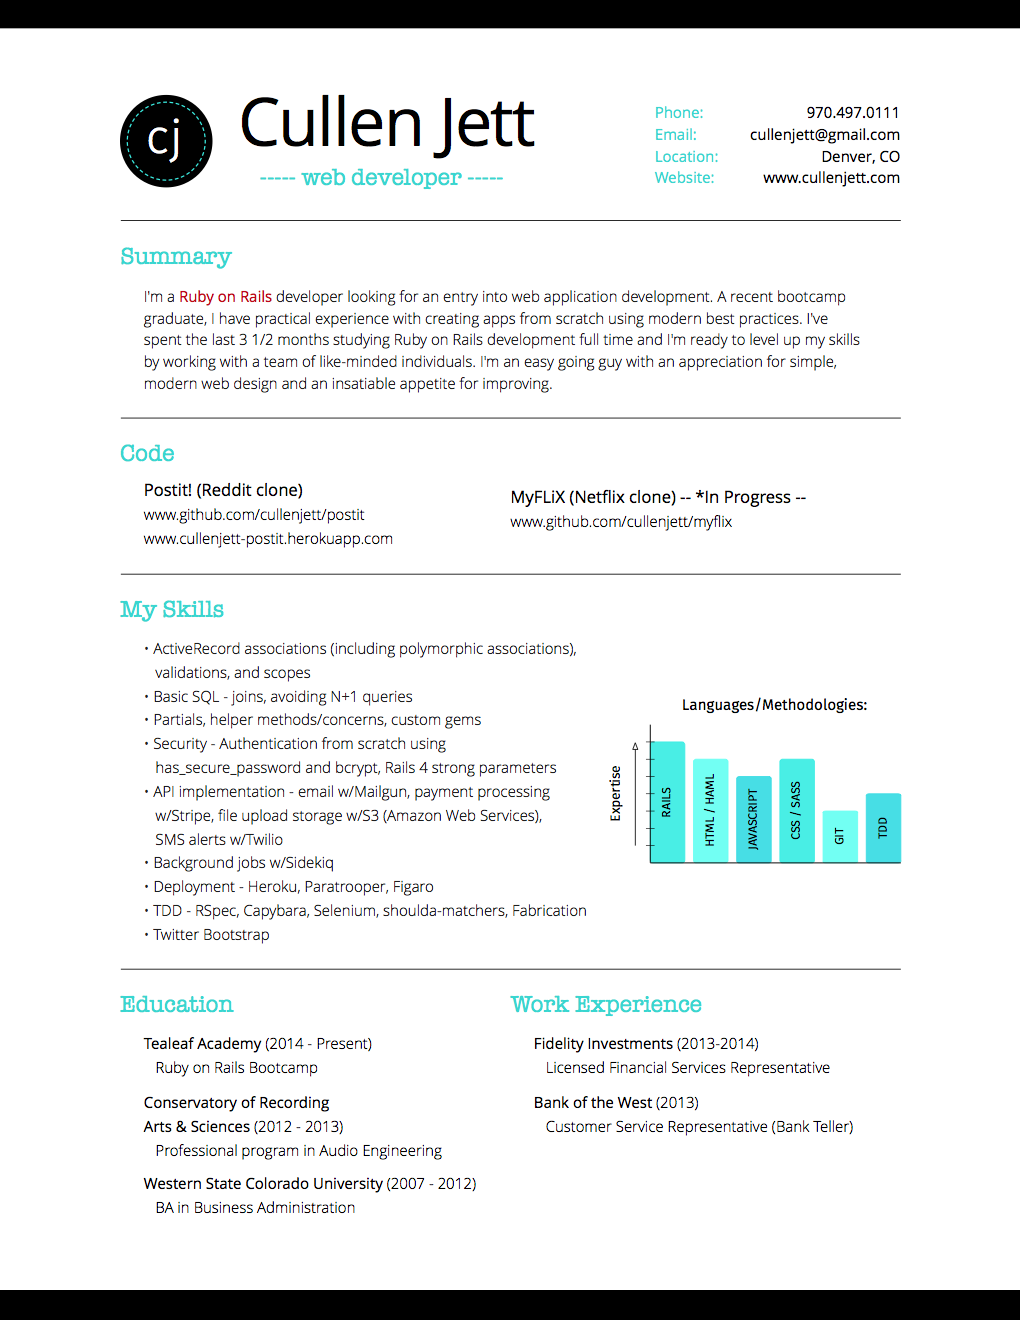 cj
Cullen Jett
----- web developer -----
Phone: 970.497.0111
Email: cullenjett@gmail.com
Location: Denver, CO
Website: www.cullenjett.com
Summary
I'm a Ruby on Rails developer looking for an entry into web application development. A recent bootcamp
graduate, I have practical experience with creating apps from scratch using modern best practices. I've
spent the last 3 1/2 months studying Ruby on Rails development full time and I'm ready to level up my skills
by working with a team of like-minded individuals. I'm an easy going guy with an appreciation for simple,
modern web design and an insatiable appetite for improving.
Code
Postit! (Reddit clone)
www.github.com/cullenjett/postit
www.cullenjett-postit.herokuapp.com
MyFLiX (Netflix clone) -- *In Progress --
www.github.com/cullenjett/myflix
My Skills
• ActiveRecord associations (including polymorphic associations),
validations, and scopes
• Basic SQL - joins, avoiding N+1 queries
• Partials, helper methods/concerns, custom gems
• Security - Authentication from scratch using
has_secure_password and bcrypt, Rails 4 strong parameters
• API implementation - email w/Mailgun, payment processing
w/Stripe, file upload storage w/S3 (Amazon Web Services),
SMS alerts w/Twilio
• Background jobs w/Sidekiq
• Deployment - Heroku, Paratrooper, Figaro
• TDD - RSpec, Capybara, Selenium, shoulda-matchers, Fabrication
• Twitter Bootstrap
Languages/Methodologies:
Expertise
RAILS
HTML / HAML
JAVASCRIPT
CSS / SASS
GIT
TDD
Education
Tealeaf Academy (2014 - Present)
Ruby on Rails Bootcamp
Conservatory of Recording
Arts & Sciences (2012 - 2013)
Professional program in Audio Engineering
Western State Colorado University (2007 - 2012)
BA in Business Administration
Work Experience
Fidelity Investments (2013-2014)
Licensed Financial Services Representative
Bank of the West (2013)
Customer Service Representative (Bank Teller)